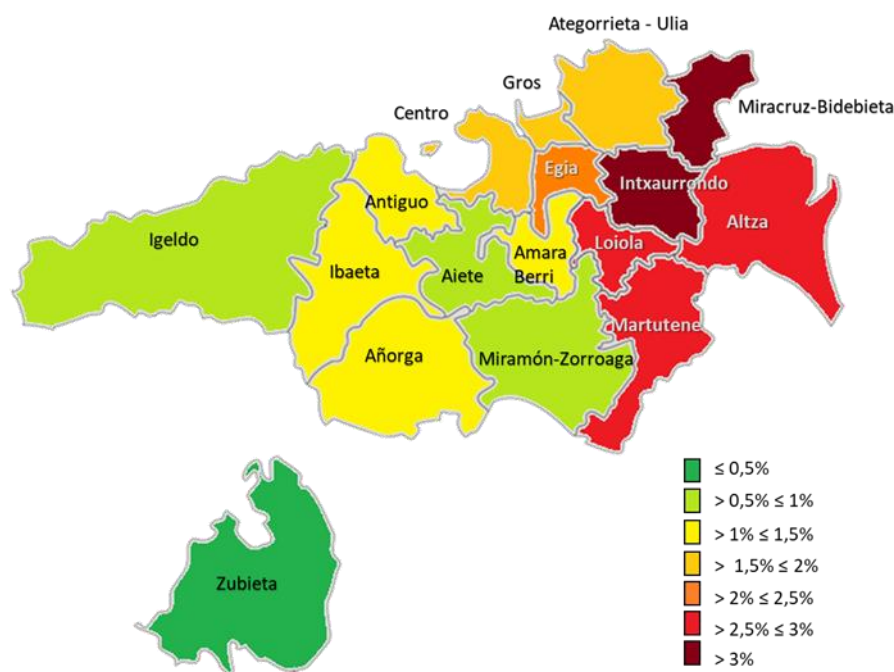 Ategorrieta - Ulia
Gros
Miracruz-Bidebieta
Centro
Egia
Intxaurrondo
Antiguo
Altza
Igeldo
Loiola
Amara
Berri
Ibaeta
Aiete
Martutene
Añorga
Miramón-Zorroaga
Zubieta
≤ 0,5%
> 0,5% ≤ 1%
> 1% ≤ 1,5%
> 1,5% ≤ 2%
> 2% ≤ 2,5%
> 2,5% ≤ 3%
> 3%